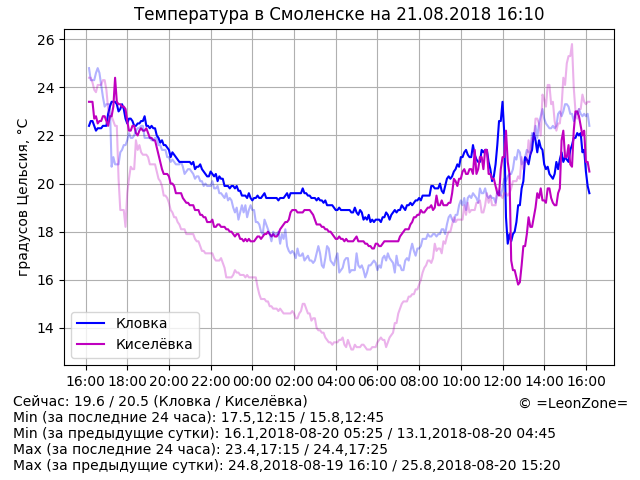 Температура в Смоленске на 21.08.2018 16:10
градусов Цельсия, °C
26
24
22
20
18
16
14
Кловка
Киселёвка
16:00 18:00 20:00 22:00 00:00 02:00 04:00 06:00 08:00 10:00 12:00 14:00 16:00
Сейчас: 19.6 / 20.5 (Кловка / Киселёвка)
© =LeonZone=
Min (за последние 24 часа): 17.5,12:15 / 15.8,12:45
Min (за предыдущие сутки): 16.1,2018-08-20 05:25 / 13.1,2018-08-20 04:45
Max (за последние 24 часа): 23.4,17:15 / 24.4,17:25
Max (за предыдущие сутки): 24.8,2018-08-19 16:10 / 25.8,2018-08-20 15:20